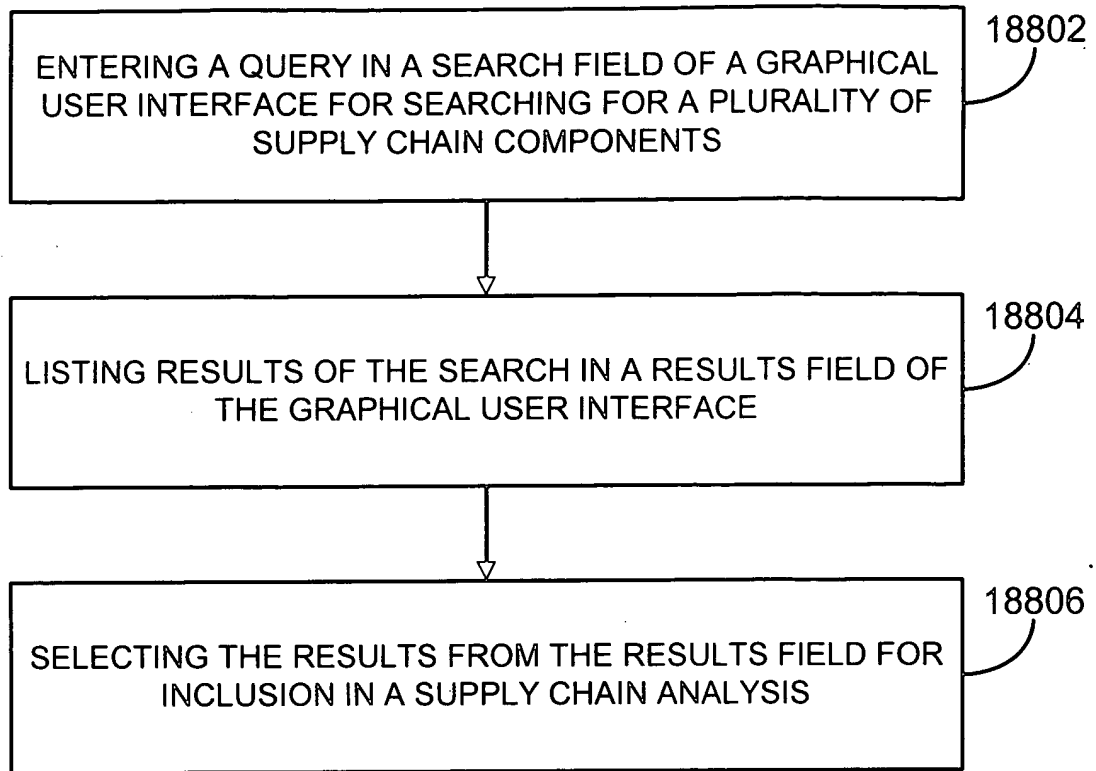 18802
ENTERING A QUERY IN A SEARCH FIELD OF A GRAPHICAL
USER INTERFACE FOR SEARCHING FOR A PLURALITY OF
SUPPLY CHAIN COMPONENTS
18804
LISTING RESULTS OF THE SEARCH IN A RESULTS FIELD OF
THE GRAPHICAL USER INTERFACE
18806
SELECTING THE RESULTS FROM THE RESULTS FIELD FOR
INCLUSION IN A SUPPLY CHAIN ANALYSIS